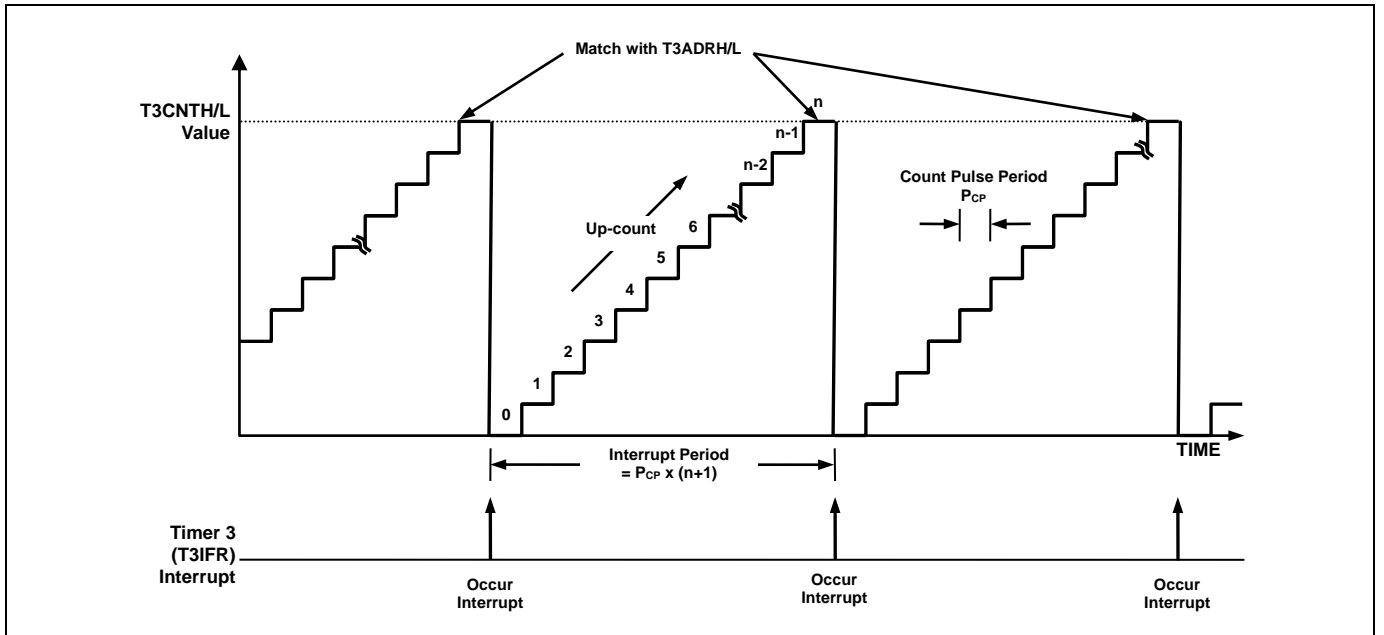 Match with T3ADRH/L
T3CNTH/L
Value
n
n-1
n-2
Count Pulse Period
PCP
Up-count
6
5
4
3
2
1
0
TIME
Interrupt Period
= PCP x (n+1)
Timer 3
(T3IFR)
Interrupt
Occur
Interrupt
Occur
Interrupt
Occur
Interrupt